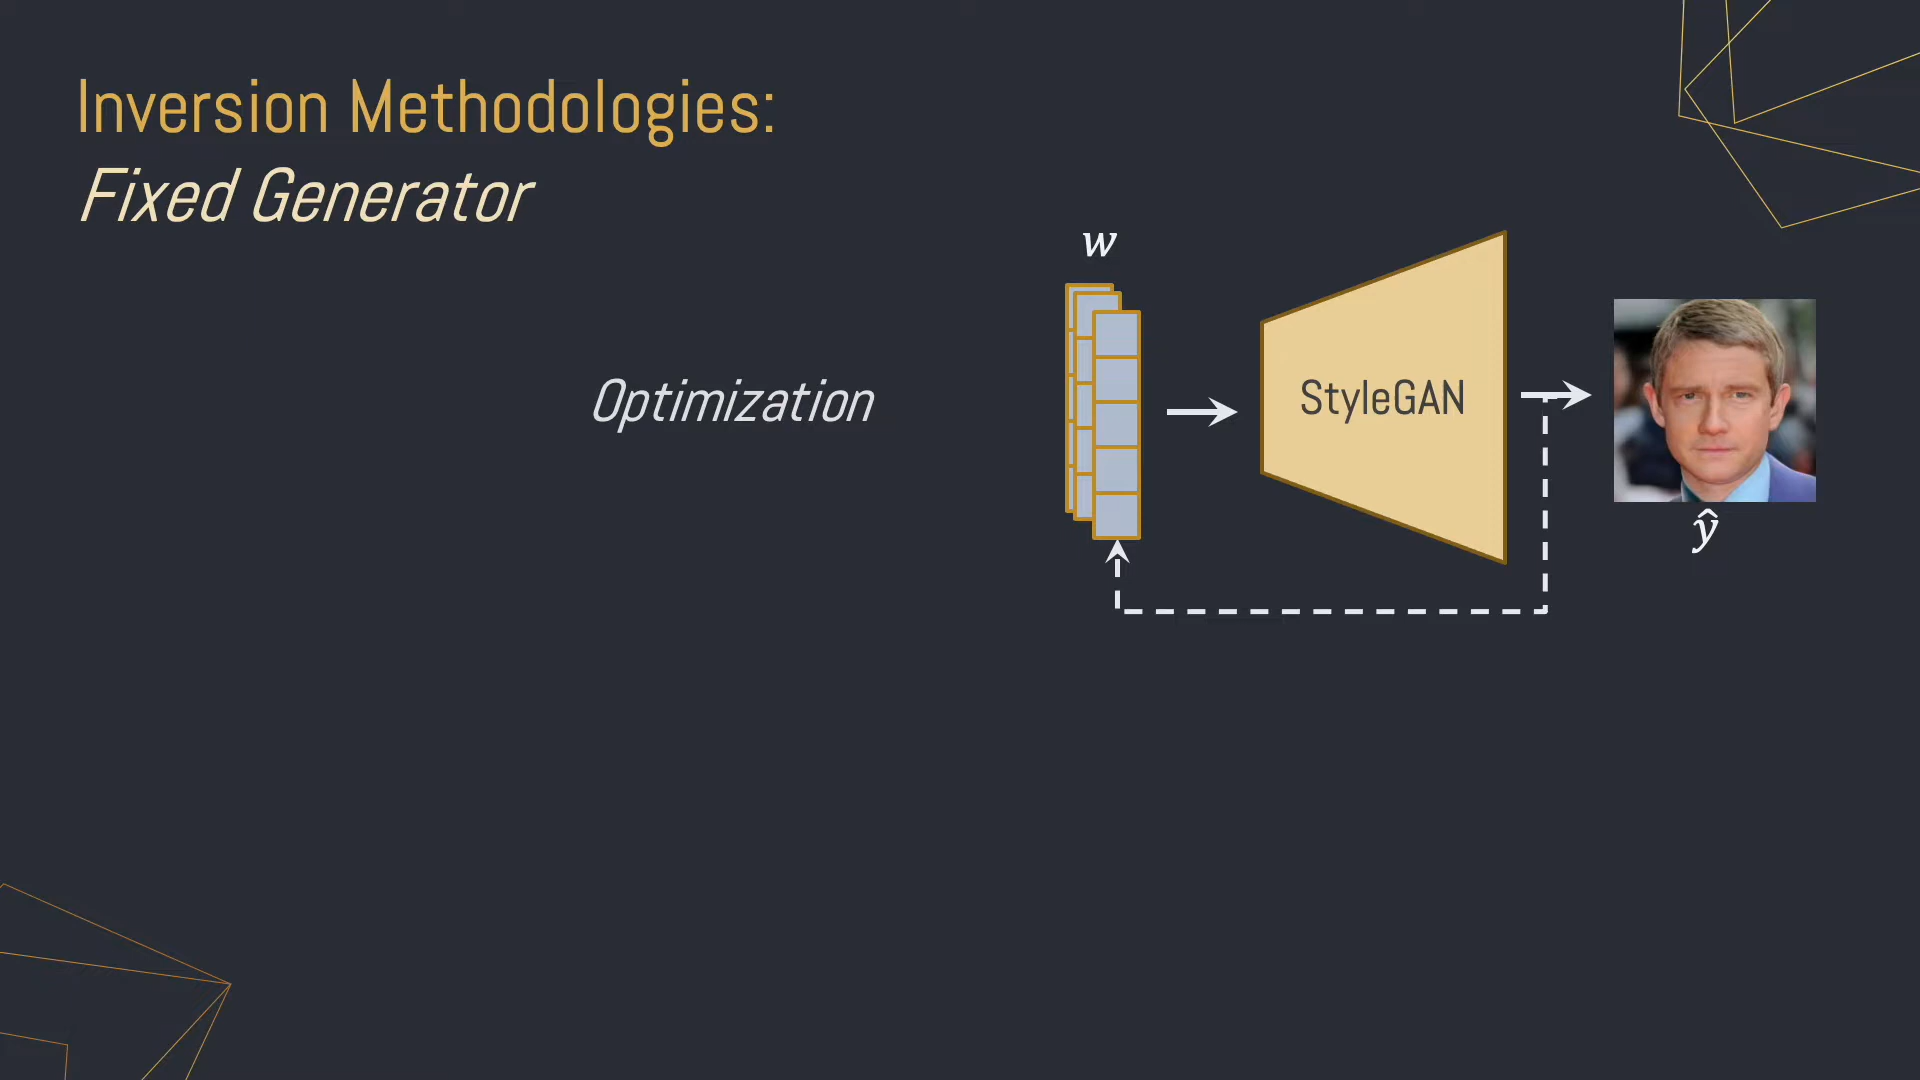 Inversion Methodologies:
Fixed Generator
w
Optimization
StyleGAN
ŷ